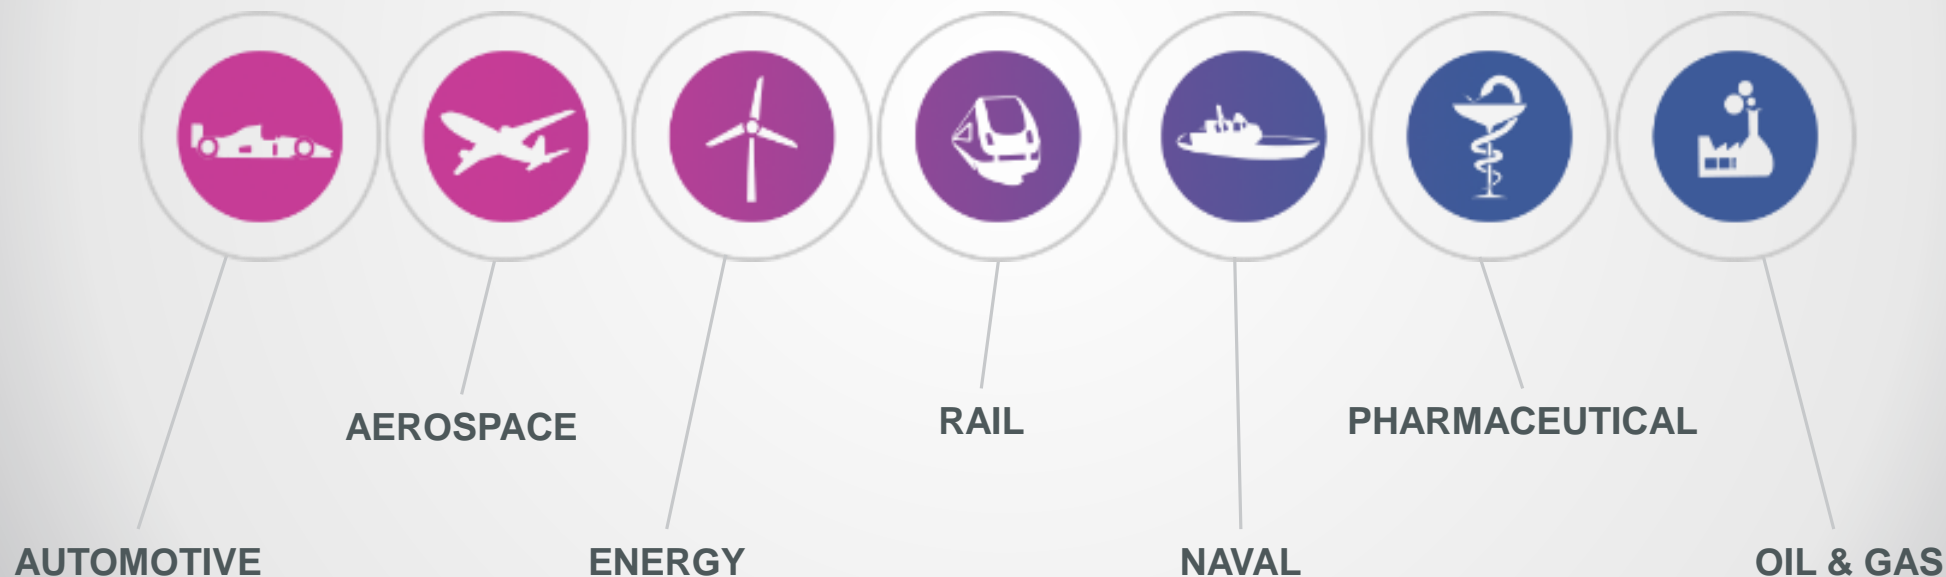 AEROSPACE
RAIL
PHARMACEUTICAL
AUTOMOTIVE
ENERGY
NAVAL
OIL & GAS